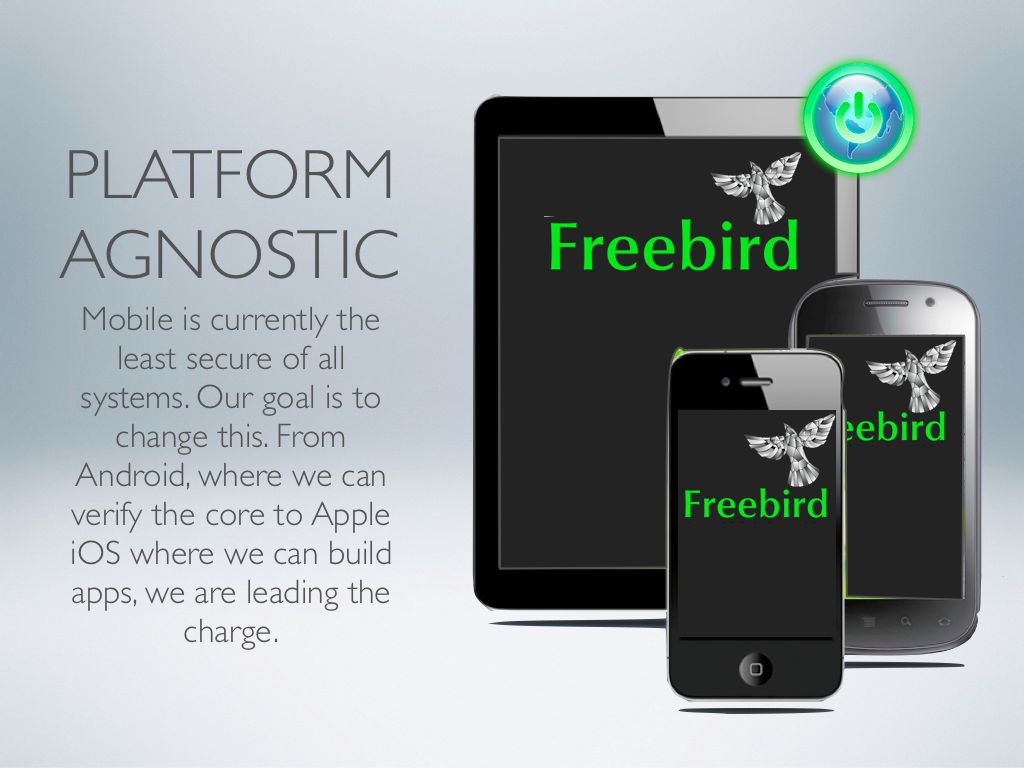 PLATFORM
AGNOSTIC
Mobile is currently the
least secure of all
systems. Our goal is to
change this. From
Android, where we can
verify the core to Apple
iOS where we can build
apps, we are leading the
charge.
Freebird
eebird
Freebird